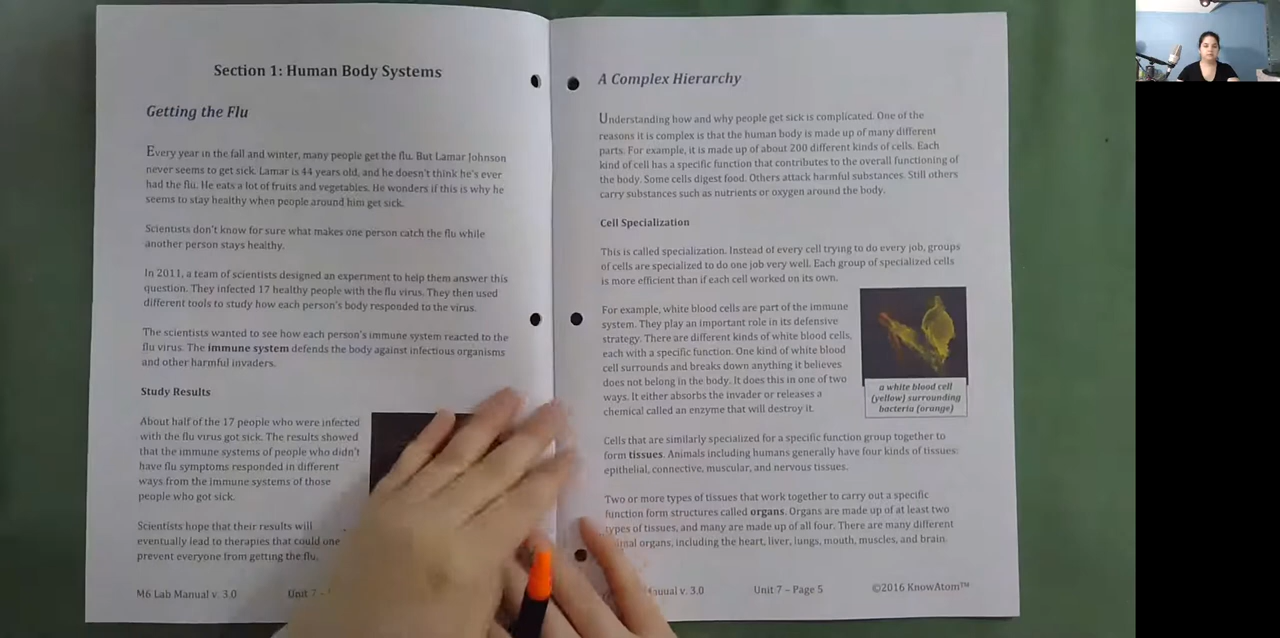 Section 1: Human Body Systems
Getting the Flu
Every year in the fall and winter, many people get the flu. But Lamar Johnson
never seems to get sick. Lamar is 44 years old, and he doesn't think he's ever
had the flu. He eats a lot of fruits and vegetables. He wonders if this is why he
seems to stay healthy when people around him get sick.
Scientists don't know for sure what makes one person catch the flu while
another person stays healthy.
In 2011, a team of scientists designed an experiment to help them answer this
question. They infected 17 healthy people with the flu virus. They then used
different tools to study how each person's body responded to the virus.
The scientists wanted to see how each person's immune system reacted to the
flu virus. The immune system defends the body against infectious organisms
and other harmful invaders.
Study Results
About half of the 17 people who were infected
with the flu virus got sick. The results showed
that the immune systems of people who didn't
have flu symptoms responded in different
ways from the immune systems of those
people who got sick.
Scientists hope that their results will
eventually lead to therapies that could one
prevent everyone from getting the flu.
M6 Lab Manual v. 3.0 Unit 7 -
A Complex Hierarchy
Understanding how and why people get sick is complicated. One of the
reasons it is complex is that the human body is made up of many different
parts. For example, it is made up of about 200 different kinds of cells. Each
kind of cell has a specific function that contributes to the overall functioning of
the body. Some cells digest food. Others attack harmful substances. Still others
carry substances such as nutrients or oxygen around the body.
Cell Specialization
This is called specialization. Instead of every cell trying to do every job, groups
of cells are specialized to do one job very well. Each group of specialized cells
is more efficient than if each cell worked on its own.
For example, white blood cells are part of the immune
system. They play an important role in its defensive
strategy. There are different kinds of white blood cells,
each with a specific function. One kind of white blood
cell surrounds and breaks down anything it believes
does not belong in the body. It does this in one of two
ways. It either absorbs the invader or releases a
chemical called an enzyme that will destroy it.
a white blood cell
(yellow) surrounding
bacteria (orange)
Cells that are similarly specialized for a specific function group together to
form tissues. Animals including humans generally have four kinds of tissues:
epithelial, connective, muscular, and nervous tissues.
Two or more types of tissues that work together to carry out a specific
function form structures called organs. Organs are made up of at least two
types of tissues, and many are made up of all four. There are many different
organs, including the heart, liver, lungs, mouth, muscles, and brain.
v. 3.0 Unit 7 – Page 5 ©2016 KnowAtom™